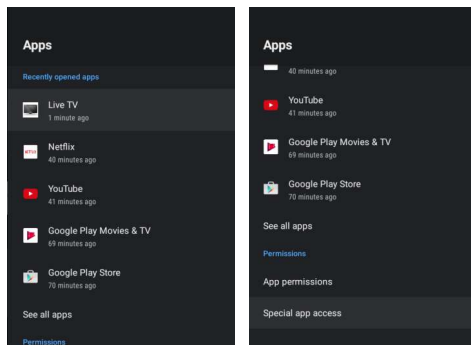 Apps
Recently opened apps
Live TV
1 minute ago
Netflix
40 minutes ago
YouTube
41 minutes ago
Google Play Movies & TV
69 minutes ago
Google Play Store
70 minutes ago
See all apps
Permissions
Apps
40 minutes ago
YouTube
41 minutes ago
Google Play Movies & TV
69 minutes ago
Google Play Store
70 minutes ago
See all apps
Permissions
App permissions
Special app access